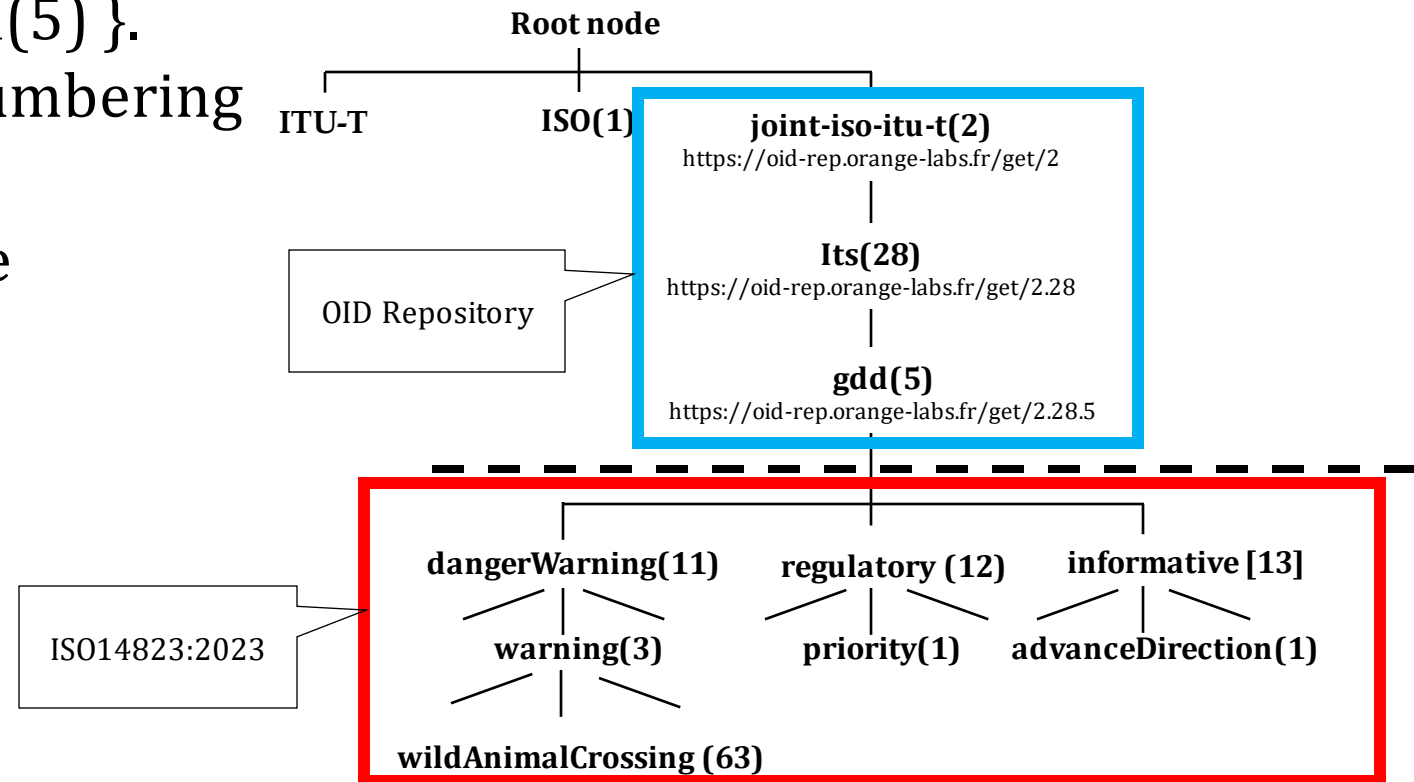 (5) }.
umbering
e
Root node
ITU-T
ISO(1)
joint-iso-itu-t(2)
https://oid-rep.orange-labs.fr/get/2
Its(28)
https://oid-rep.orange-labs.fr/get/2.28
OID Repository
gdd(5)
https://oid-rep.orange-labs.fr/get/2.28.5
dangerWarning(11)
regulatory (12)
informative [13]
ISO14823:2023
warning(3)
priority(1)
advanceDirection(1)
wildAnimalCrossing (63)